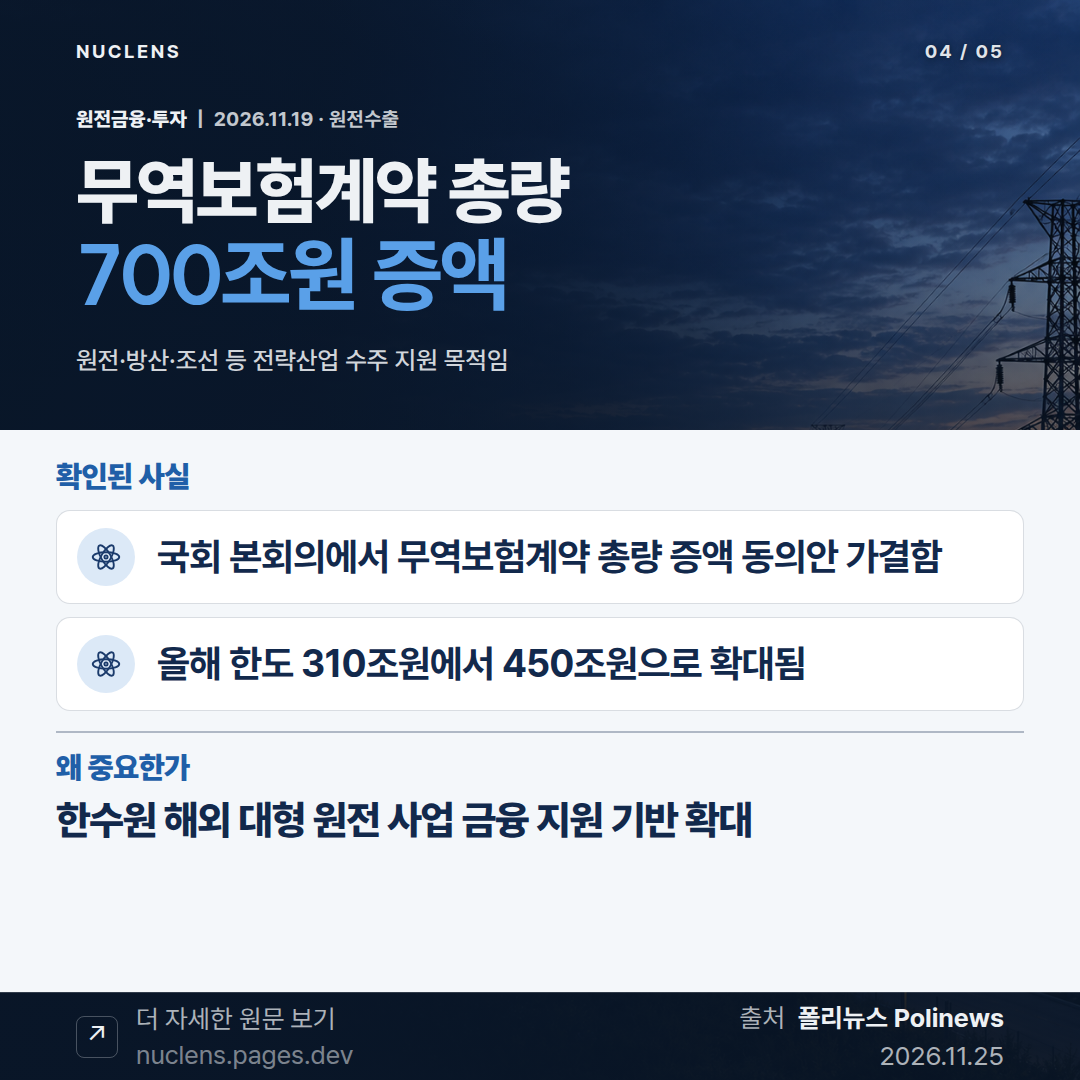 NUCLENS
04 / 05
원전금융·투자 | 2026.11.19 · 원전수출
무역보험계약 총량
700조원 증액
원전·방산·조선 등 전략산업 수주 지원 목적임
확인된 사실
국회 본회의에서 무역보험계약 총량 증액 동의안 가결함
올해 한도 310조원에서 450조원으로 확대됨
왜 중요한가
한수원 해외 대형 원전 사업 금융 지원 기반 확대
더 자세한 원문 보기
nuclens.pages.dev
출처 폴리뉴스 Polinews
2026.11.25